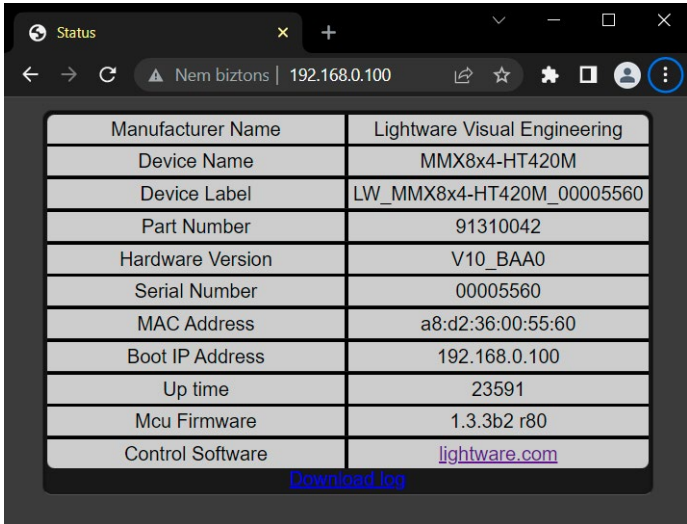 Status
Nem biztons 192.168.0.100
Manufacturer Name Lightware Visual Engineering
Device Name MMX8x4-HT420M
Device Label LW_MMX8x4-HT420M_00005560
Part Number 91310042
Hardware Version V10_BAA0
Serial Number 00005560
MAC Address a8:d2:36:00:55:60
Boot IP Address 192.168.0.100
Up time 23591
Mcu Firmware 1.3.3b2 r80
Control Software lightware.com
Download log